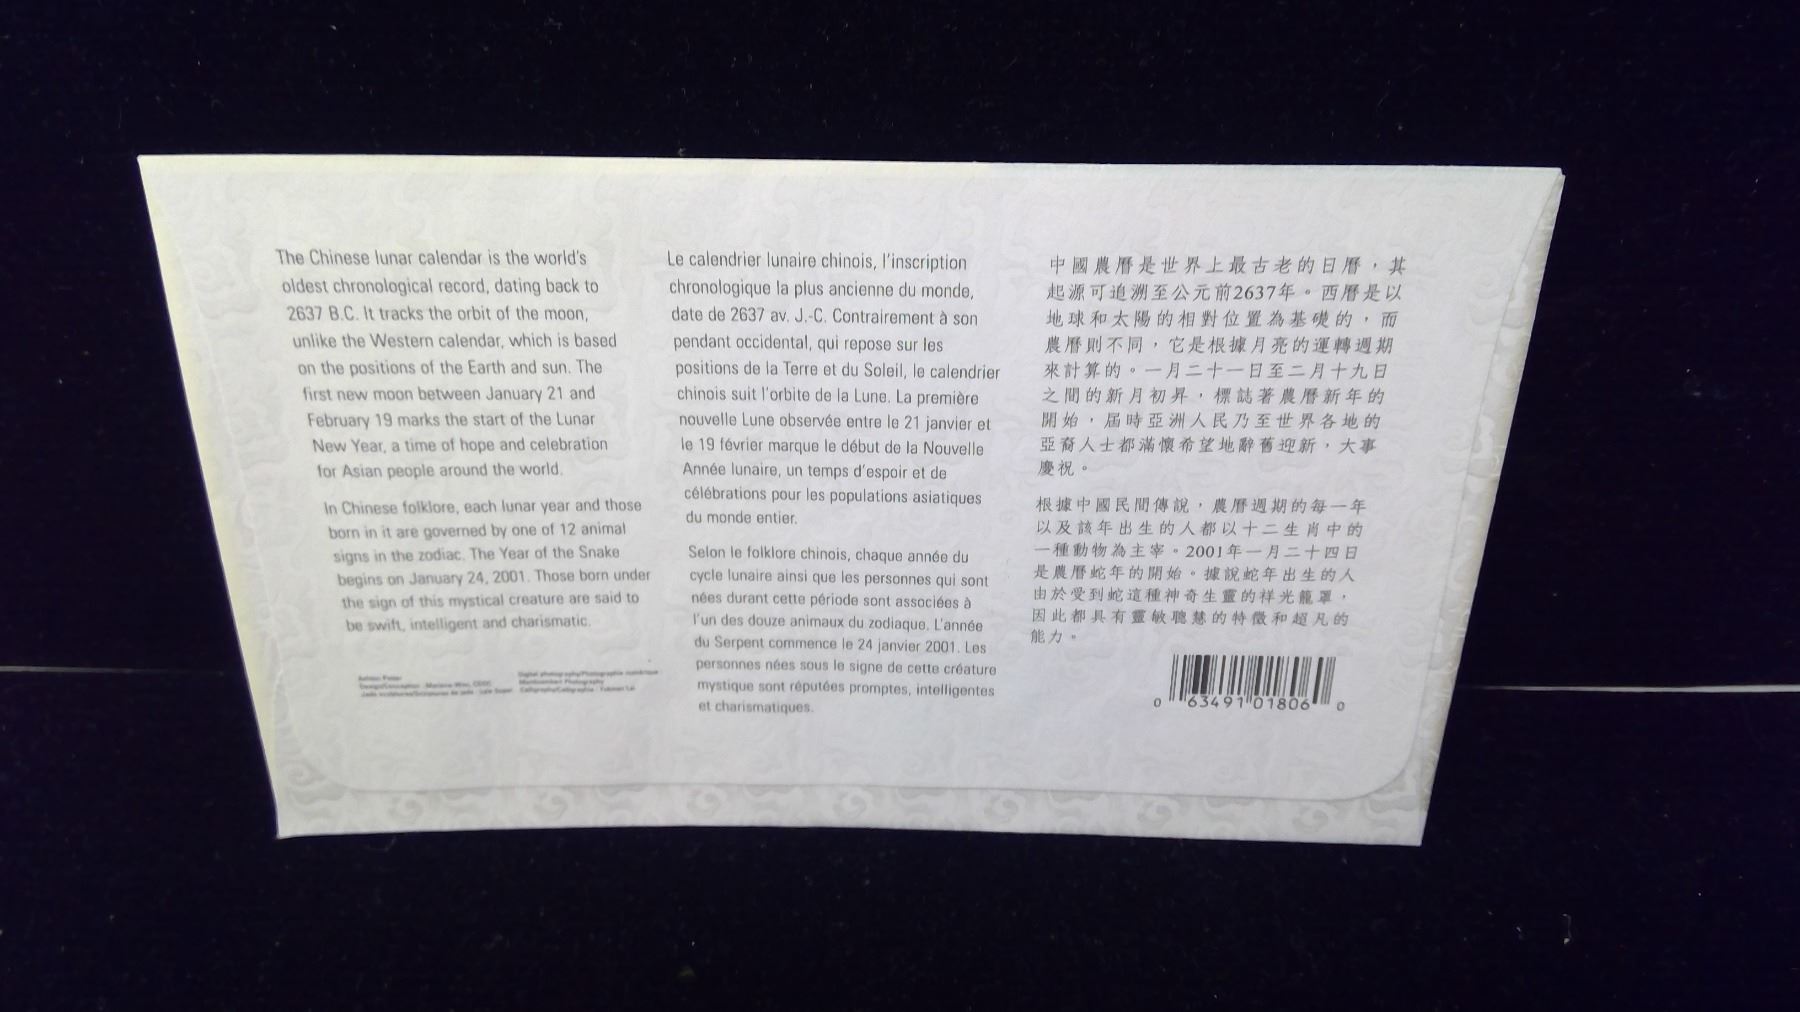 The Chinese lunar calendar is the world's
oldest chronological record, dating back to
2637 B.C. It tracks the orbit of the moon,
unlike the Western calendar, which is based
on the positions of the Earth and sun. The
first new moon between January 21 and
February 19 marks the start of the Lunar
New Year, a time of hope and celebration
for Asian people around the world.
In Chinese folklore, each lunar year and those
born in it are governed by one of 12 animal
signs in the zodiac. The Year of the Snake
begins on January 24, 2001. Those born under
the sign of this mystical creature are said to
be swift, intelligent and charismatic.
Digital photography/Photographie numérique
Le calendrier lunaire chinois, l'inscription
chronologique la plus ancienne du monde,
date de 2637 av. J.-C. Contrairement à son
pendant occidental, qui repose sur les
positions de la Terre et du Soleil, le calendrier
chinois suit l'orbite de la Lune. La première
nouvelle Lune observée entre le 21 janvier et
le 19 février marque le début de la Nouvelle
Année lunaire, un temps d'espoir et de
célébrations pour les populations asiatiques
du monde entier.
Selon le folklore chinois, chaque année du
cycle lunaire ainsi que les personnes qui sont
nées durant cette période sont associées à
l'un des douze animaux du zodiaque. L'année
du Serpent commence le 24 janvier 2001. Les
personnes nées sous le signe de cette créature
mystique sont réputées promptes, intelligentes
et charismatiques.
中國農曆是世界上最古老的日曆，其
起源可追溯至公元前2637年。西曆是以
地球和太陽的相對位置為基礎的，而
農曆則不同，它是根據月亮的運轉週期
來計算的。一月二十一日至二月十九日
之間的新月初昇，標誌著農曆新年的
開始，屆時亞洲人民乃至世界各地的
亞裔人士都滿懷希望地辭舊迎新，大事
慶祝。
根據中國民間傳說，農曆週期的每一年
以及該年出生的人都以十二生肖中的
一種動物為主宰。2001年一月二十四日
是農曆蛇年的開始。據說蛇年出生的人
由於受到蛇這種神奇生靈的祥光籠罩，
因此都具有靈敏聰慧的特徵和超凡的
能力。
0 63491 01806 0